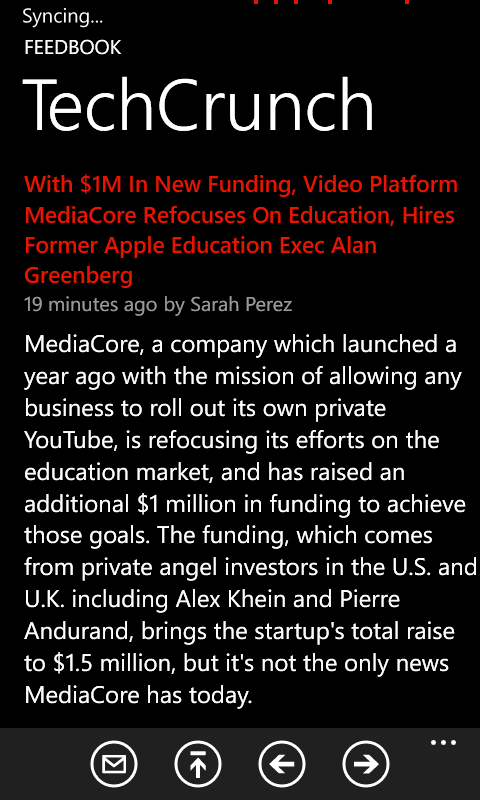 Syncing...
FEEDBOOK
TechCrunch
With $1M In New Funding, Video Platform
MediaCore Refocuses On Education, Hires
Former Apple Education Exec Alan
Greenberg
19 minutes ago by Sarah Perez
MediaCore, a company which launched a
year ago with the mission of allowing any
business to roll out its own private
YouTube, is refocusing its efforts on the
education market, and has raised an
additional $1 million in funding to achieve
those goals. The funding, which comes
from private angel investors in the U.S. and
U.K. including Alex Khein and Pierre
Andurand, brings the startup's total raise
to $1.5 million, but it's not the only news
MediaCore has today.